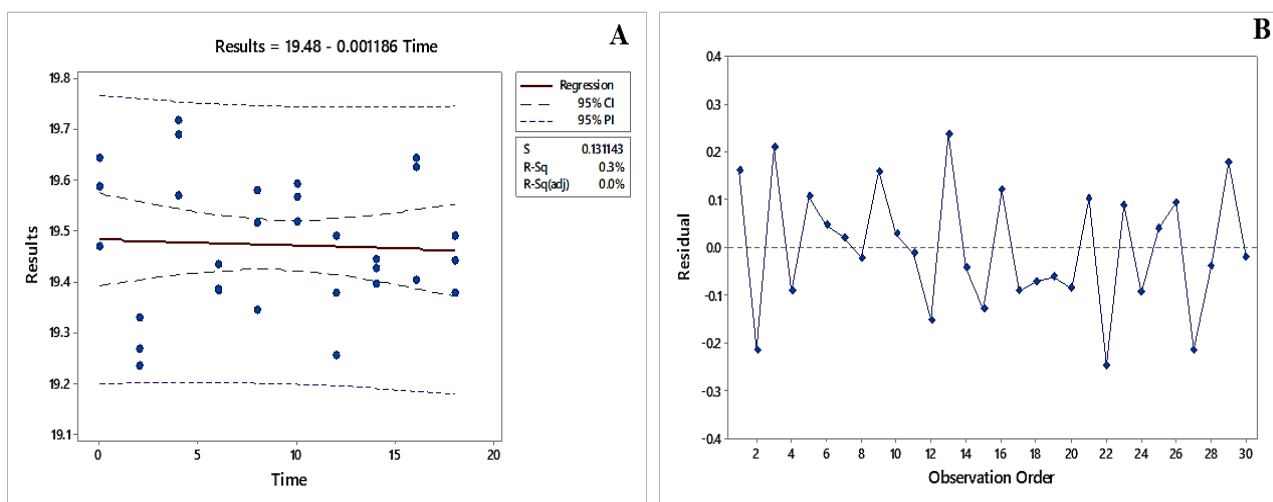 A
Results = 19.48 - 0.001186 Time
Results
19.8
19.7
19.6
19.5
19.4
19.3
19.2
19.1
0
5
10
15
20
Time
Regression
95% CI
95% PI
S 0.131143
R-Sq 0.3%
R-Sq(adj) 0.0%
B
Residual
0.4
0.3
0.2
0.1
0.0
-0.1
-0.2
-0.3
-0.4
2 4 6 8 10 12 14 16 18 20 22 24 26 28 30
Observation Order